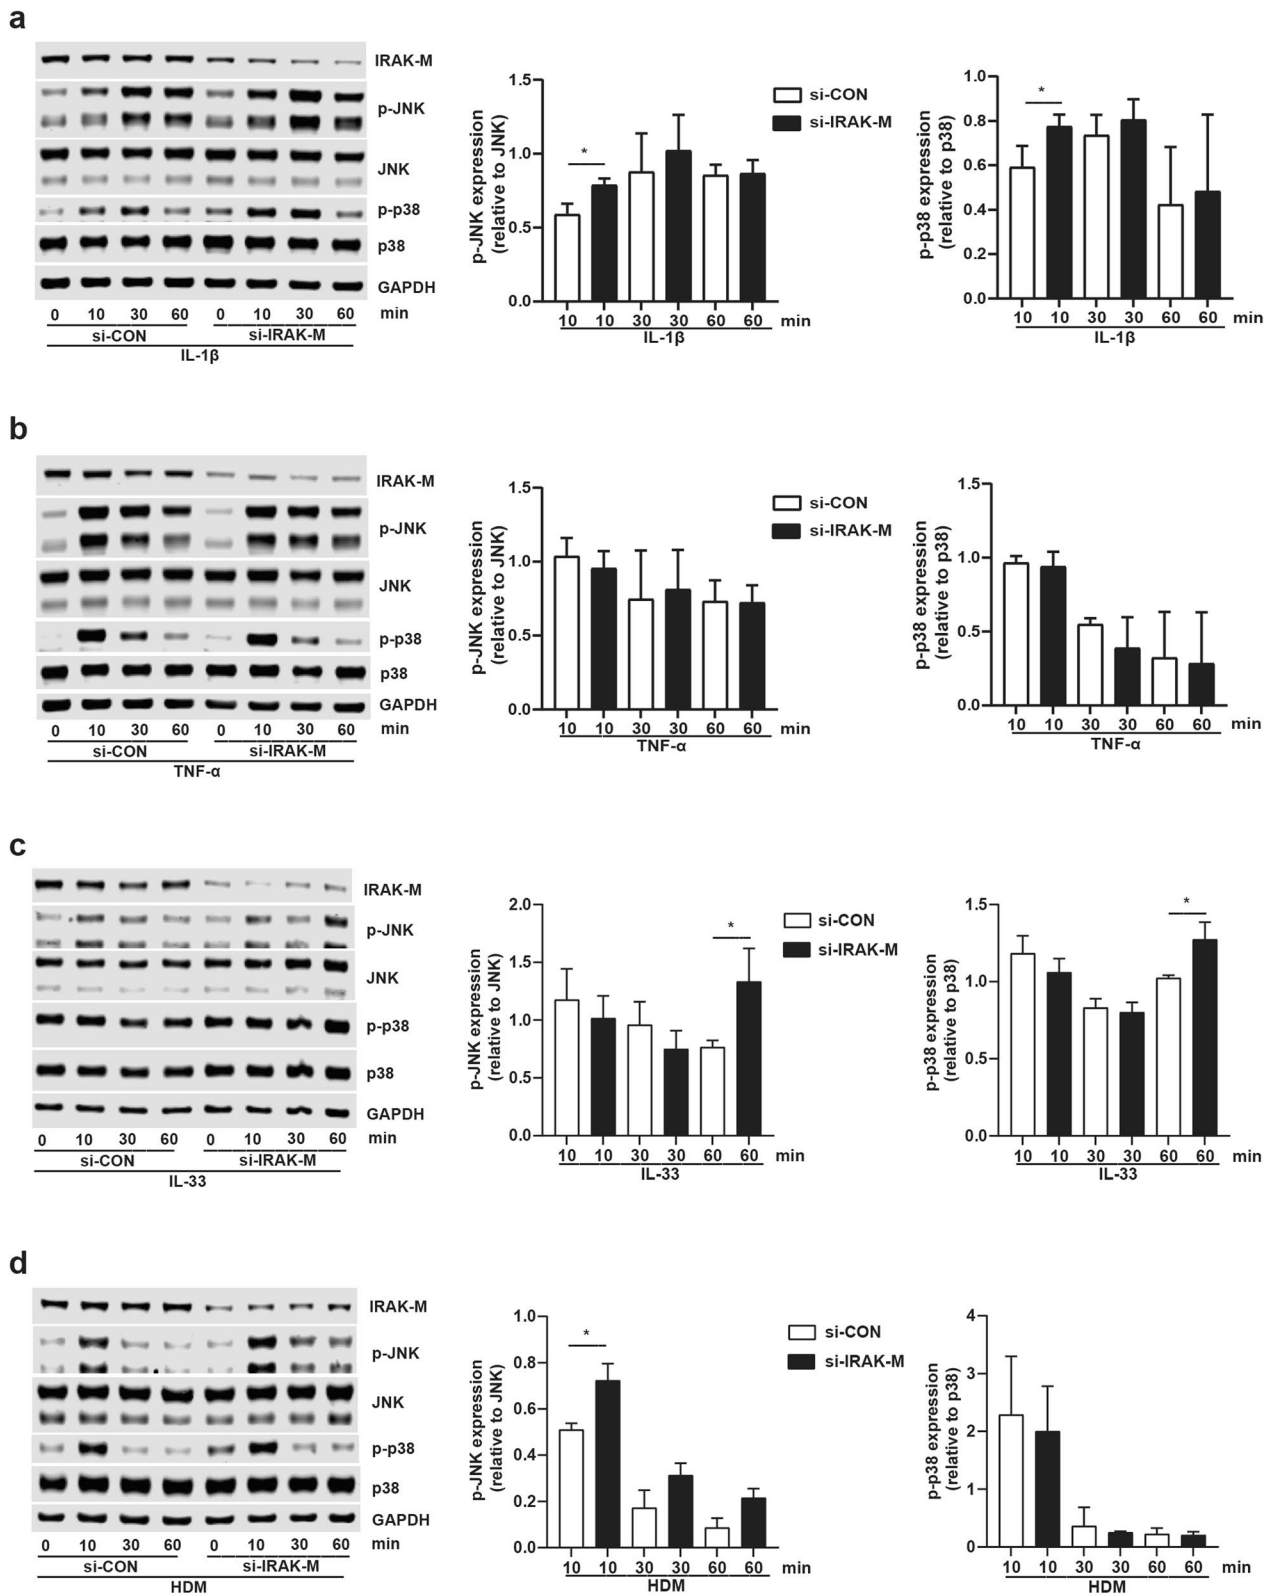 a
IRAK-M
p-JNK
JNK
p-p38
p38
GAPDH
0 10 30 60 0 10 30 60 min
si-CON si-IRAK-M
IL-1β
p-JNK expression
(relative to JNK)
1.5
1.0
0.5
0.0
10 10 30 30 60 60 min
IL-1β
*
si-CON
si-IRAK-M
p-p38 expression
(relative to p38)
1.0
0.8
0.6
0.4
0.2
0.0
*
10 10 30 30 60 60 min
IL-1β
b
IRAK-M
p-JNK
JNK
p-p38
p38
GAPDH
0 10 30 60 0 10 30 60 min
si-CON si-IRAK-M
TNF-α
p-JNK expression
(relative to JNK)
1.5
1.0
0.5
0.0
10 10 30 30 60 60 min
TNF-α
si-CON
si-IRAK-M
p-p38 expression
(relative to p38)
1.5
1.0
0.5
0.0
10 10 30 30 60 60 min
TNF-α
c
IRAK-M
p-JNK
JNK
p-p38
p38
GAPDH
0 10 30 60 0 10 30 60 min
si-CON si-IRAK-M
IL-33
p-JNK expression
(relative to JNK)
2.0
1.5
1.0
0.5
0.0
*
10 10 30 30 60 60 min
IL-33
si-CON
si-IRAK-M
p-p38 expression
(relative to p38)
1.5
1.0
0.5
0.0
*
10 10 30 30 60 60 min
IL-33
d
IRAK-M
p-JNK
JNK
p-p38
p38
GAPDH
0 10 30 60 0 10 30 60 min
si-CON si-IRAK-M
HDM
p-JNK expression
(relative to JNK)
1.0
0.8
0.6
0.4
0.2
0.0
*
10 10 30 30 60 60 min
HDM
si-CON
si-IRAK-M
p-p38 expression
(relative to p38)
4
3
2
1
0
10 10 30 30 60 60 min
HDM